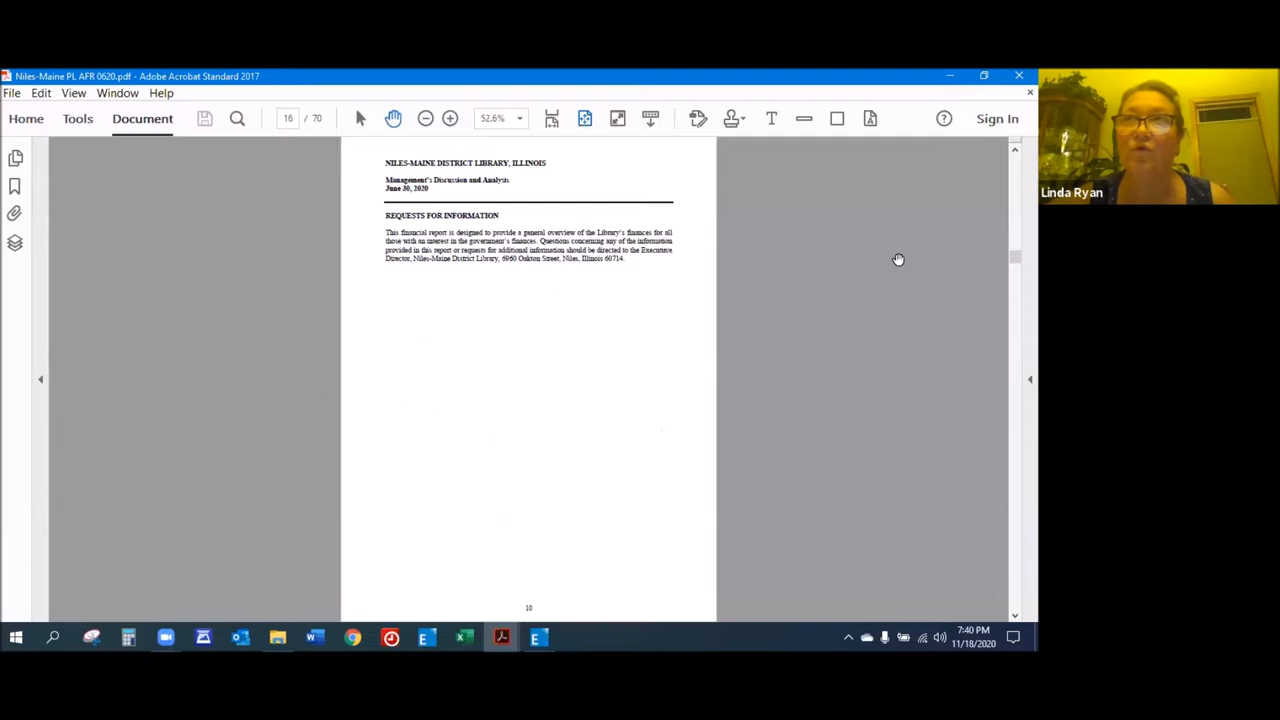 Niles-Maine PL AFR 0620.pdf - Adobe Acrobat Standard 2017
File Edit View Window Help
Home Tools Document 16 / 70 52.6% Sign In
NILES-MAINE DISTRICT LIBRARY, ILLINOIS
Management's Discussion and Analysis
June 30, 2020
REQUESTS FOR INFORMATION
This financial report is designed to provide a general overview of the Library's finances for all
those with an interest in the government's finances. Questions concerning any of the information
provided in this report or requests for additional information should be directed to the Executive
Director, Niles-Maine District Library, 6960 Oakton Street, Niles, Illinois 60714.
10
Linda Ryan
7:40 PM
11/18/2020